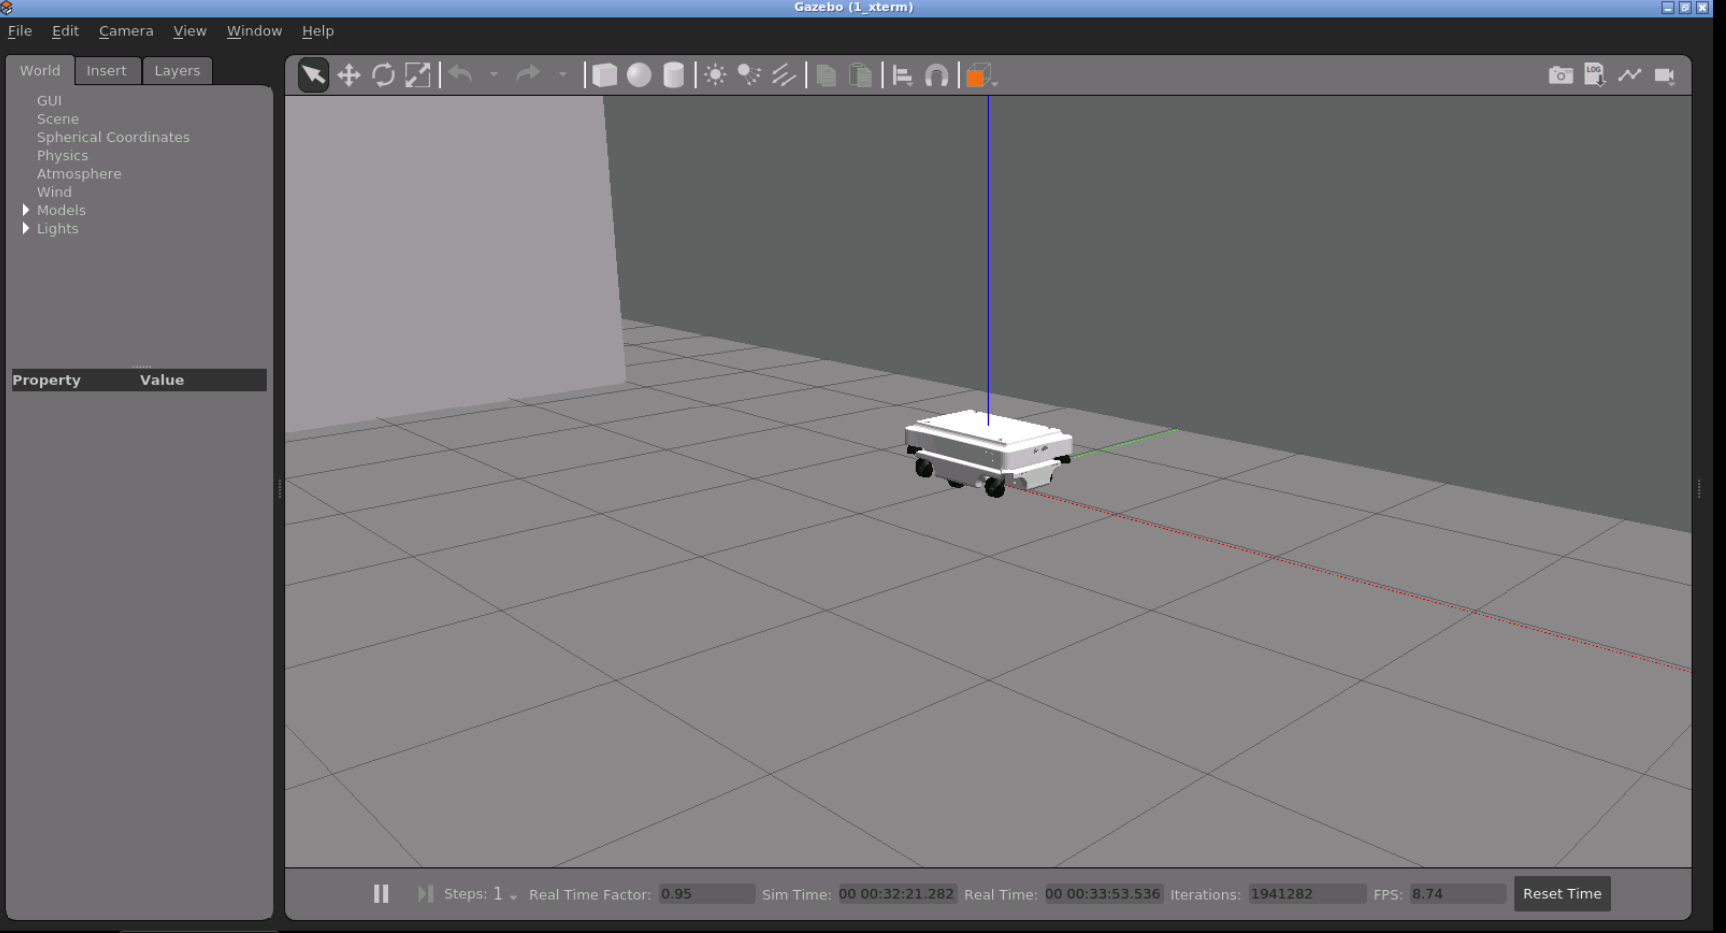 Gazebo (1_xterm)
File Edit Camera View Window Help
World Insert Layers
LOG
GUI
Scene
Spherical Coordinates
Physics
Atmosphere
Wind
Models
Lights
Property Value
Steps: 1 Real Time Factor: 0.95 Sim Time: 00 00:32:21.282 Real Time: 00 00:33:53.536 Iterations: 1941282 FPS: 8.74 Reset Time